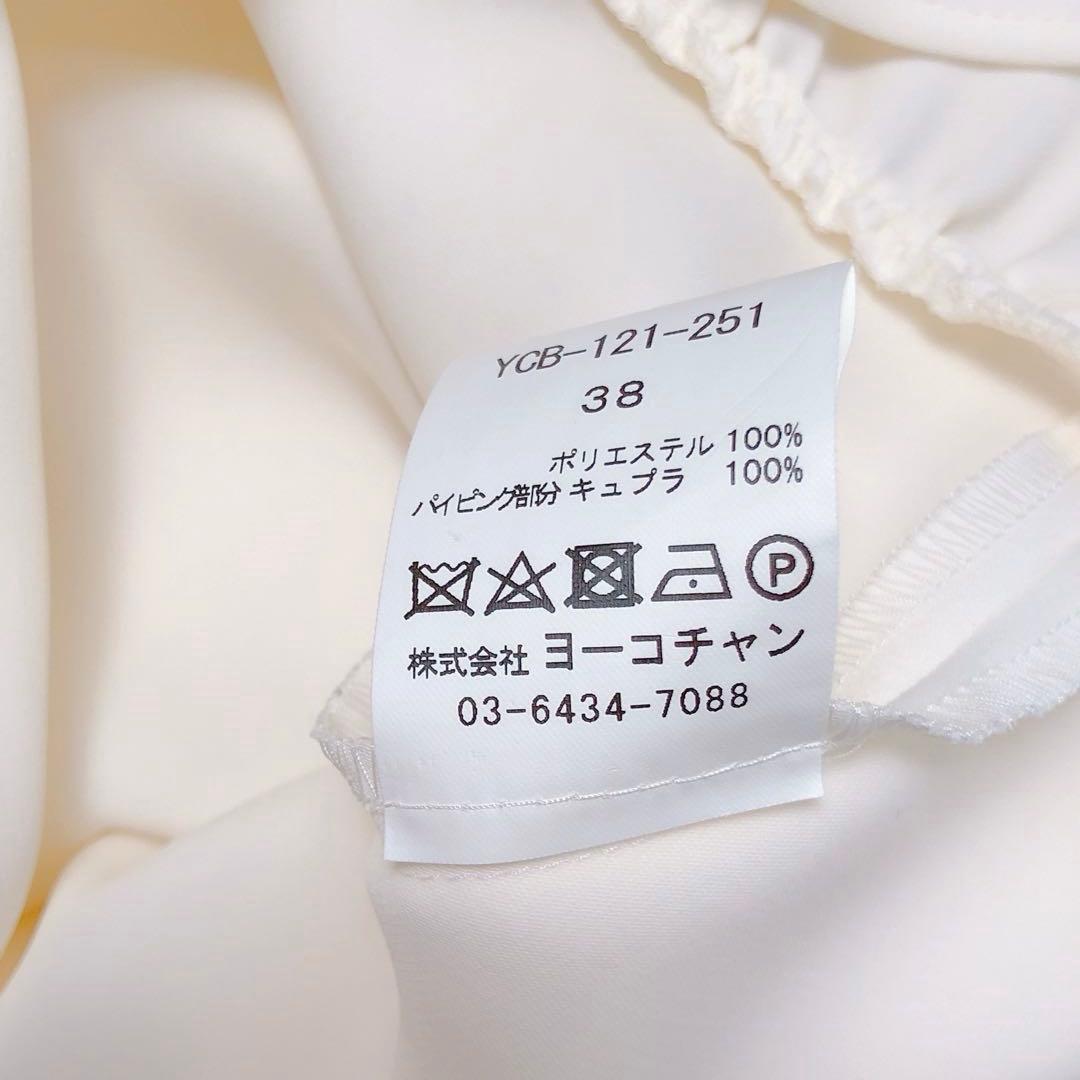 YCB-121-251
38
ポリエステル 100%
パイピング部分 キュプラ 100%
P
株式会社 ヨーコチャン
03-6434-7088